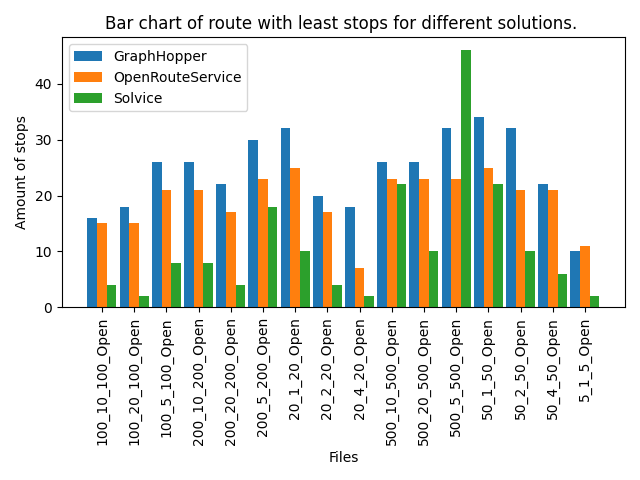 Bar chart of route with least stops for different solutions.
GraphHopper
OpenRouteService
Solvice
Amount of stops
40
30
20
10
0
100_10_100_Open
100_20_100_Open
100_5_100_Open
200_10_200_Open
200_20_200_Open
200_5_200_Open
20_1_20_Open
20_2_20_Open
20_4_20_Open
500_10_500_Open
500_20_500_Open
500_5_500_Open
50_1_50_Open
50_2_50_Open
50_4_50_Open
5_1_5_Open
Files